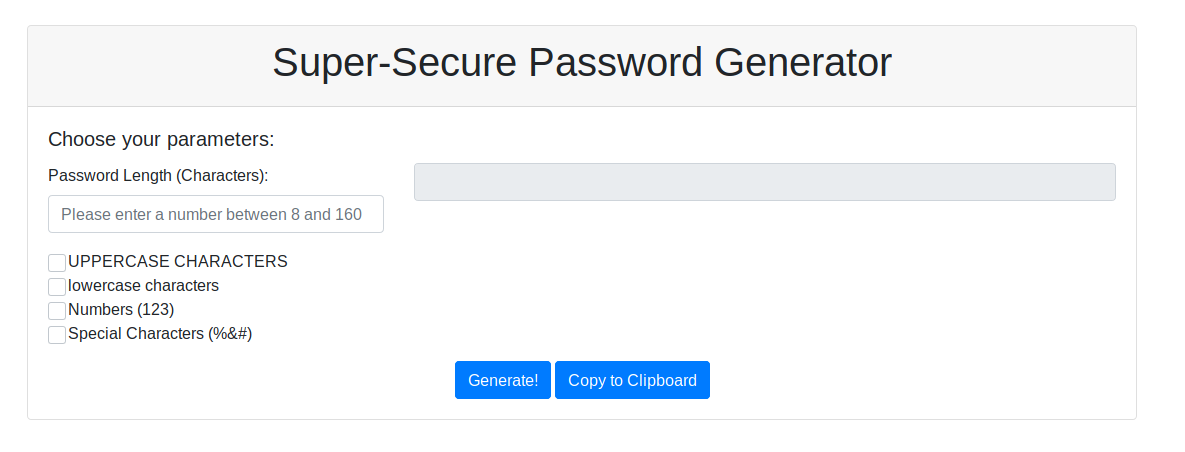 Super-Secure Password Generator
Choose your parameters:
Password Length (Characters):
Please enter a number between 8 and 160
UPPERCASE CHARACTERS
lowercase characters
Numbers (123)
Special Characters (%&#)
Generate!
Copy to Clipboard